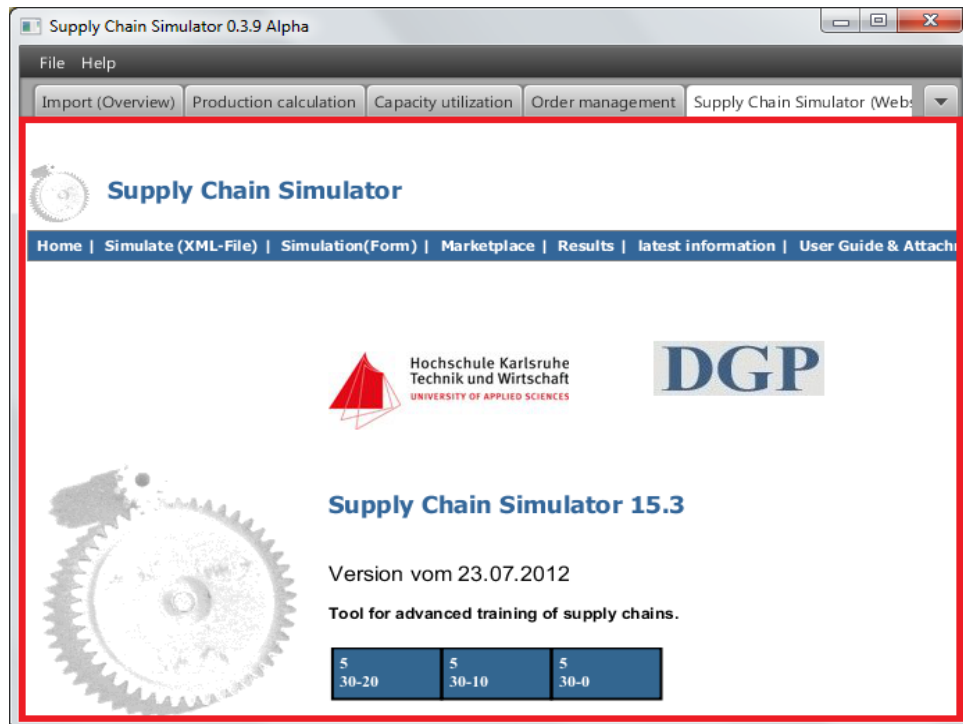 Supply Chain Simulator 0.3.9 Alpha
File Help
Import (Overview) Production calculation Capacity utilization Order management Supply Chain Simulator (Webs
Supply Chain Simulator
Home | Simulate (XML-File) | Simulation(Form) | Marketplace | Results | latest information | User Guide & Attachm
Hochschule Karlsruhe
Technik und Wirtschaft
UNIVERSITY OF APPLIED SCIENCES
DGP
Supply Chain Simulator 15.3
Version vom 23.07.2012
Tool for advanced training of supply chains.
5 5 5
30-20 30-10 30-0